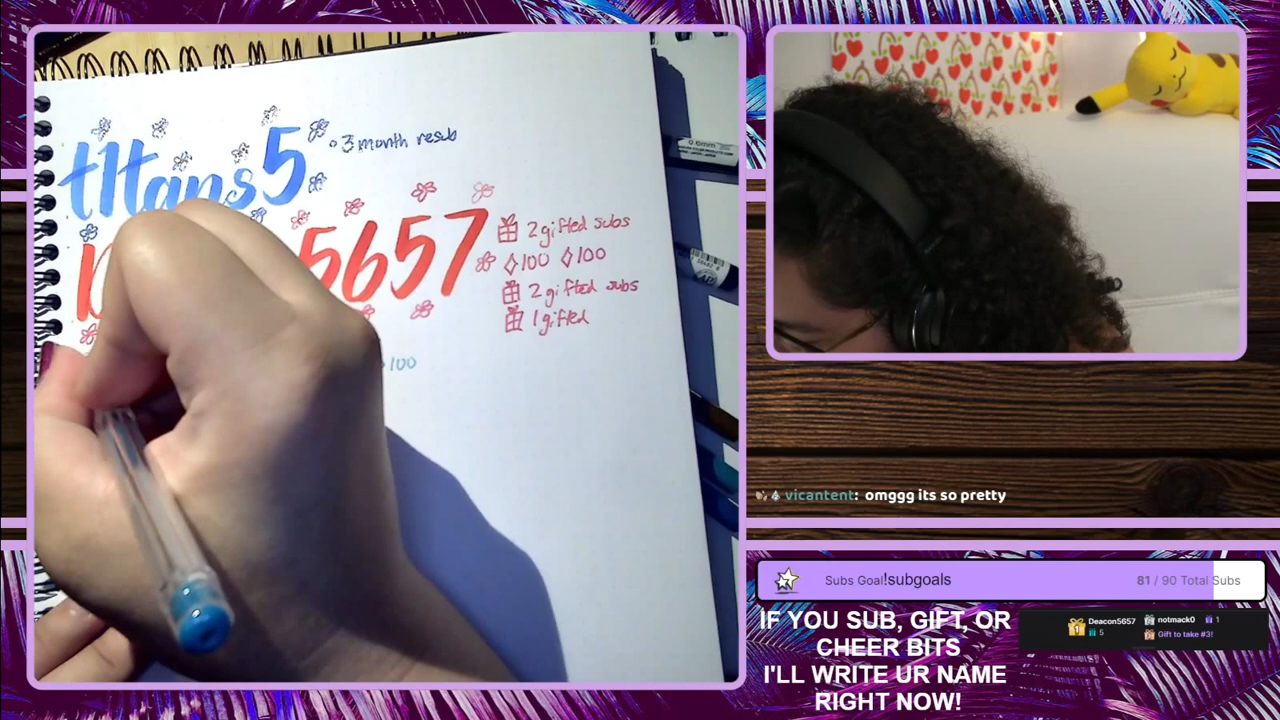 t1tans5
3 month resub
5657
2 gifted subs
100 100
2 gifted subs
1 gifted
100
0.6mm
vicantent: omggg its so pretty
Subs Goal!subgoals
81 / 90 Total Subs
IF YOU SUB, GIFT, OR
CHEER BITS
I'LL WRITE UR NAME
RIGHT NOW!
1 Deacon5657
5
notmack0 1
Gift to take #3!